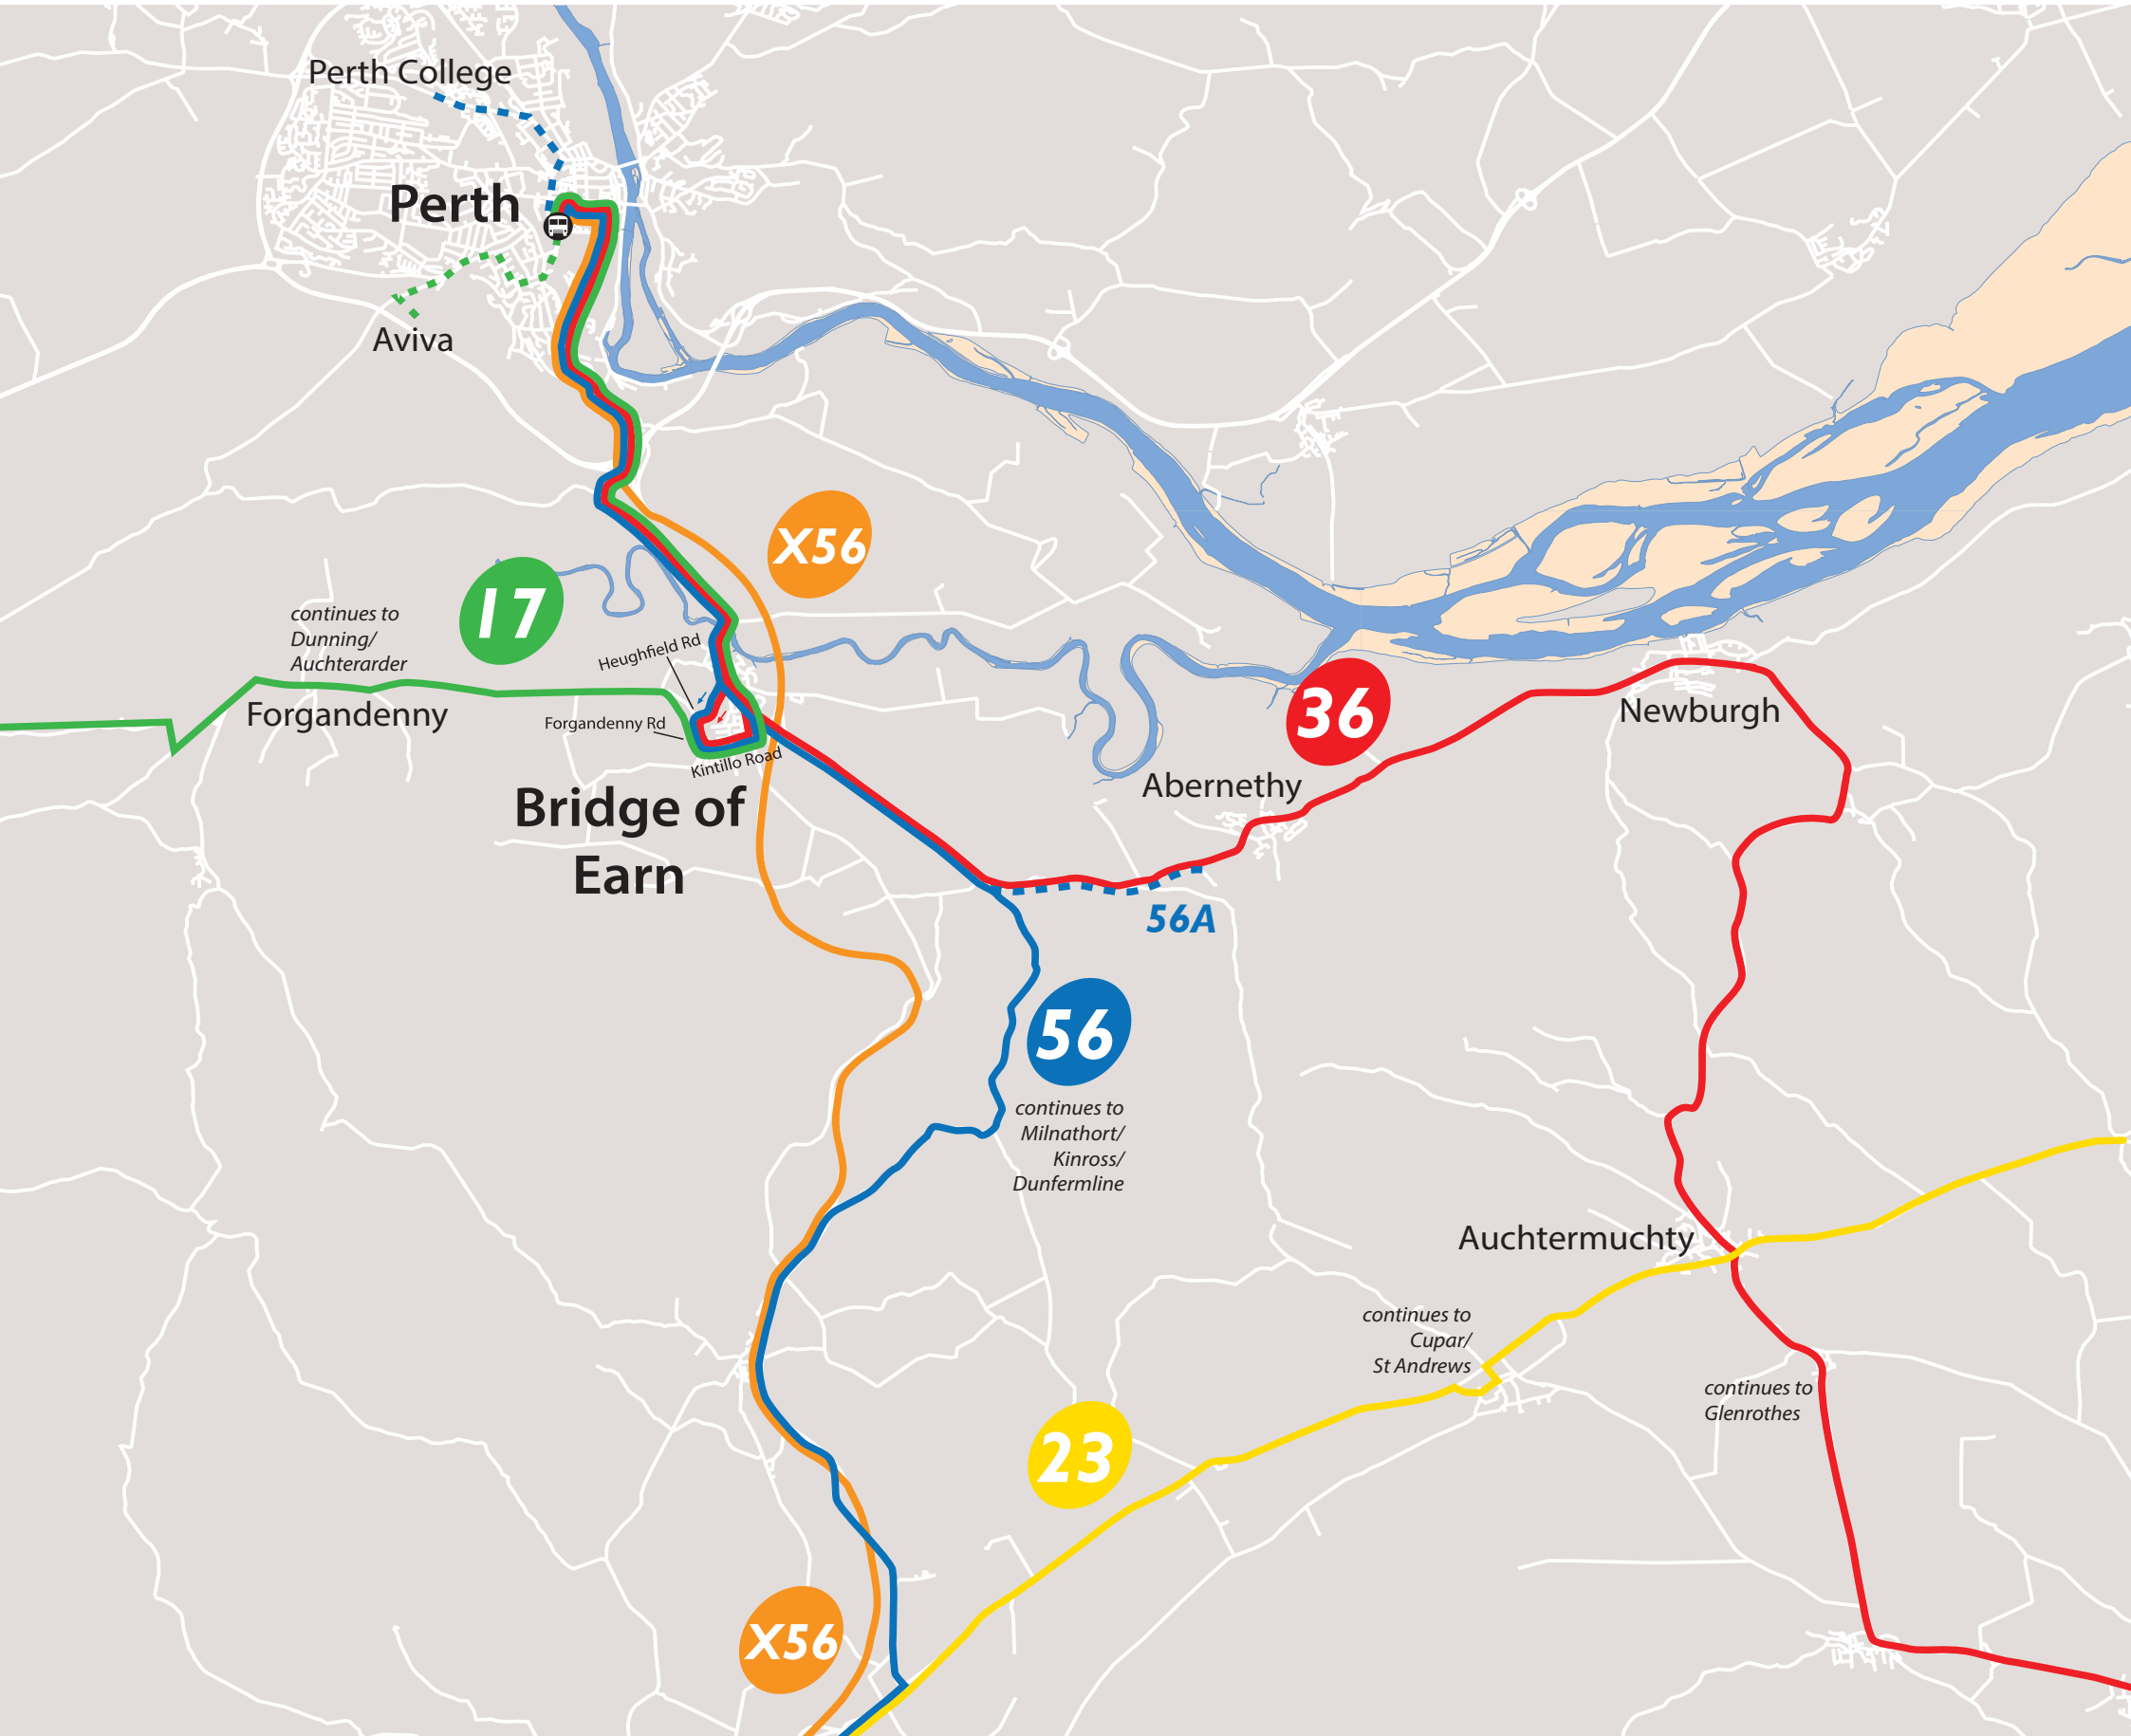 Perth College
Perth
Aviva
X56
17
continues to
Dunning/
Auchterarder
Heughfield Rd
Forgandenny
Forgandenny Rd
Kintillo Road
36
Newburgh
Abernethy
Bridge of
Earn
56A
56
continues to
Milnathort/
Kinross/
Dunfermline
Auchtermuchty
continues to
Cupar/
St Andrews
continues to
Glenrothes
23
X56